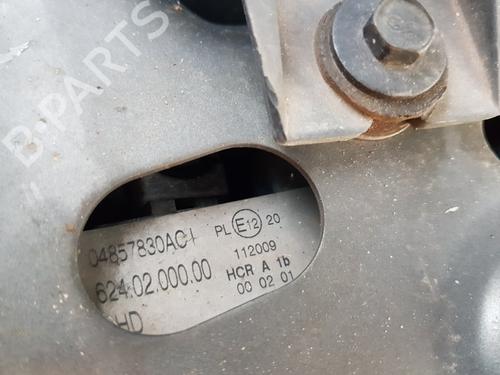 B-PARTS
04857830AC
PL E12 20
112009
624.02.000.00
HCR A 1b
00 02 01
HD